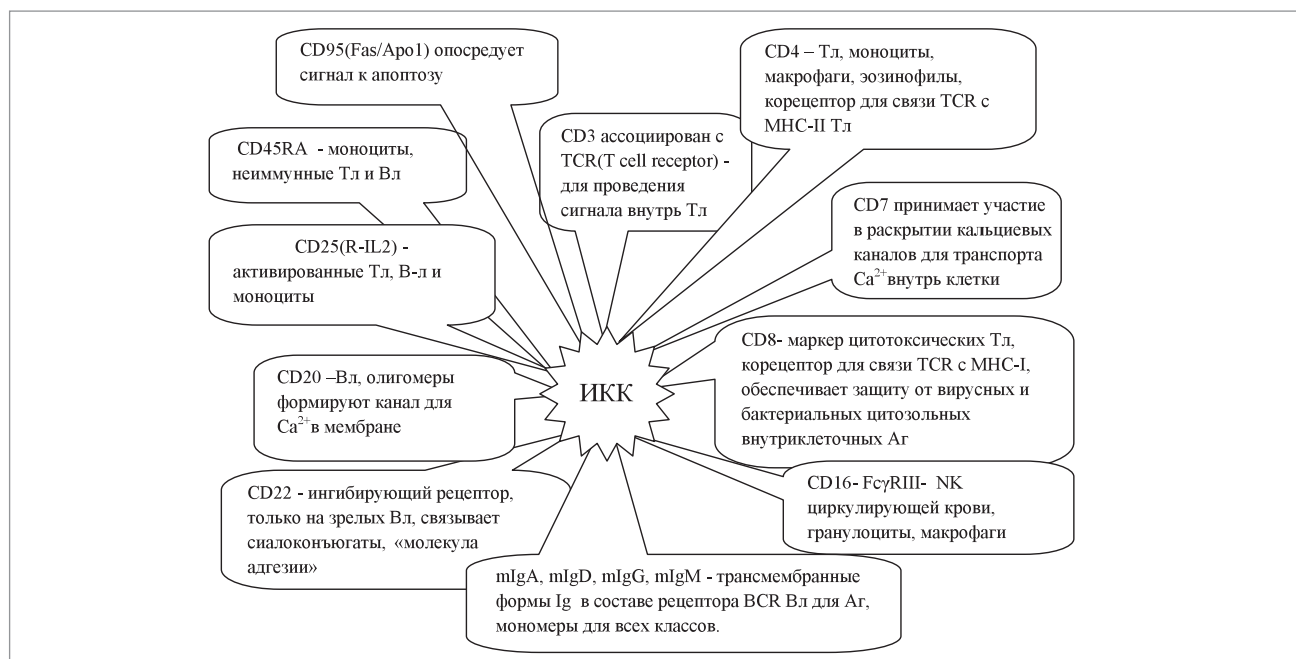 CD95(Fas/Apo1) опосредует
сигнал к апоптозу
CD4 – Тл, моноциты,
макрофаги, эозинофилы,
корецептор для связи TCR с
МНС-II Тл
CD3 ассоциирован с
TCR(T cell receptor) -
для проведения
сигнала внутрь Тл
CD45RA - моноциты,
неиммунные Тл и Вл
CD7 принимает участие
в раскрытии кальциевых
каналов для транспорта
Ca²⁺внутрь клетки
CD25(R-IL2) -
активированные Тл, В-л и
моноциты
CD8- маркер цитотоксических Тл,
корецептор для связи TCR с МНС-I,
обеспечивает защиту от вирусных и
бактериальных цитозольных
внутриклеточных Аг
CD20 –Вл, олигомеры
формируют канал для
Ca²⁺в мембране
ИКК
CD22 - ингибирующий рецептор,
только на зрелых Вл, связывает
сиалоконъюгаты, «молекула
адгезии»
CD16- FcγRIII- NK
циркулирующей крови,
гранулоциты, макрофаги
mIgA, mIgD, mIgG, mIgM - трансмембранные
формы Ig в составе рецептора BCR Вл для Аг,
мономеры для всех классов.